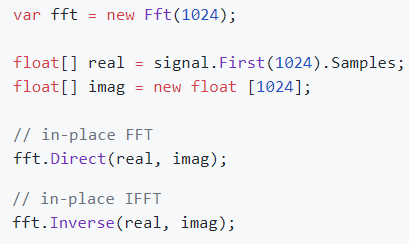 var fft = new Fft(1024);
float[] real = signal.First(1024).Samples;
float[] imag = new float [1024];
// in-place FFT
fft.Direct(real, imag);
// in-place IFFT
fft.Inverse(real, imag);